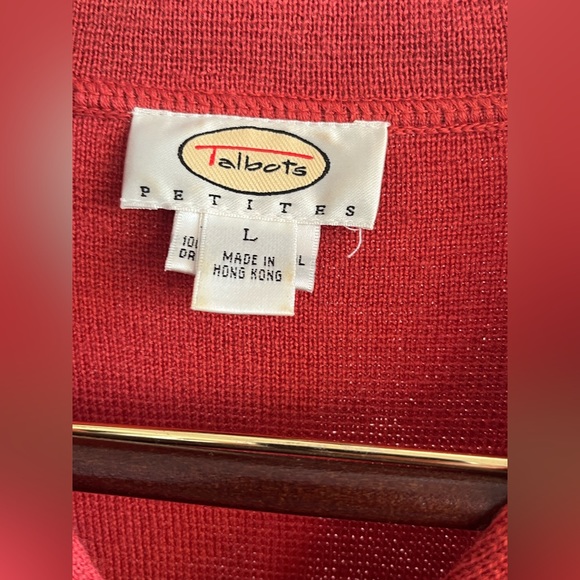 Talbots
PETITES
L
MADE IN
HONG KONG